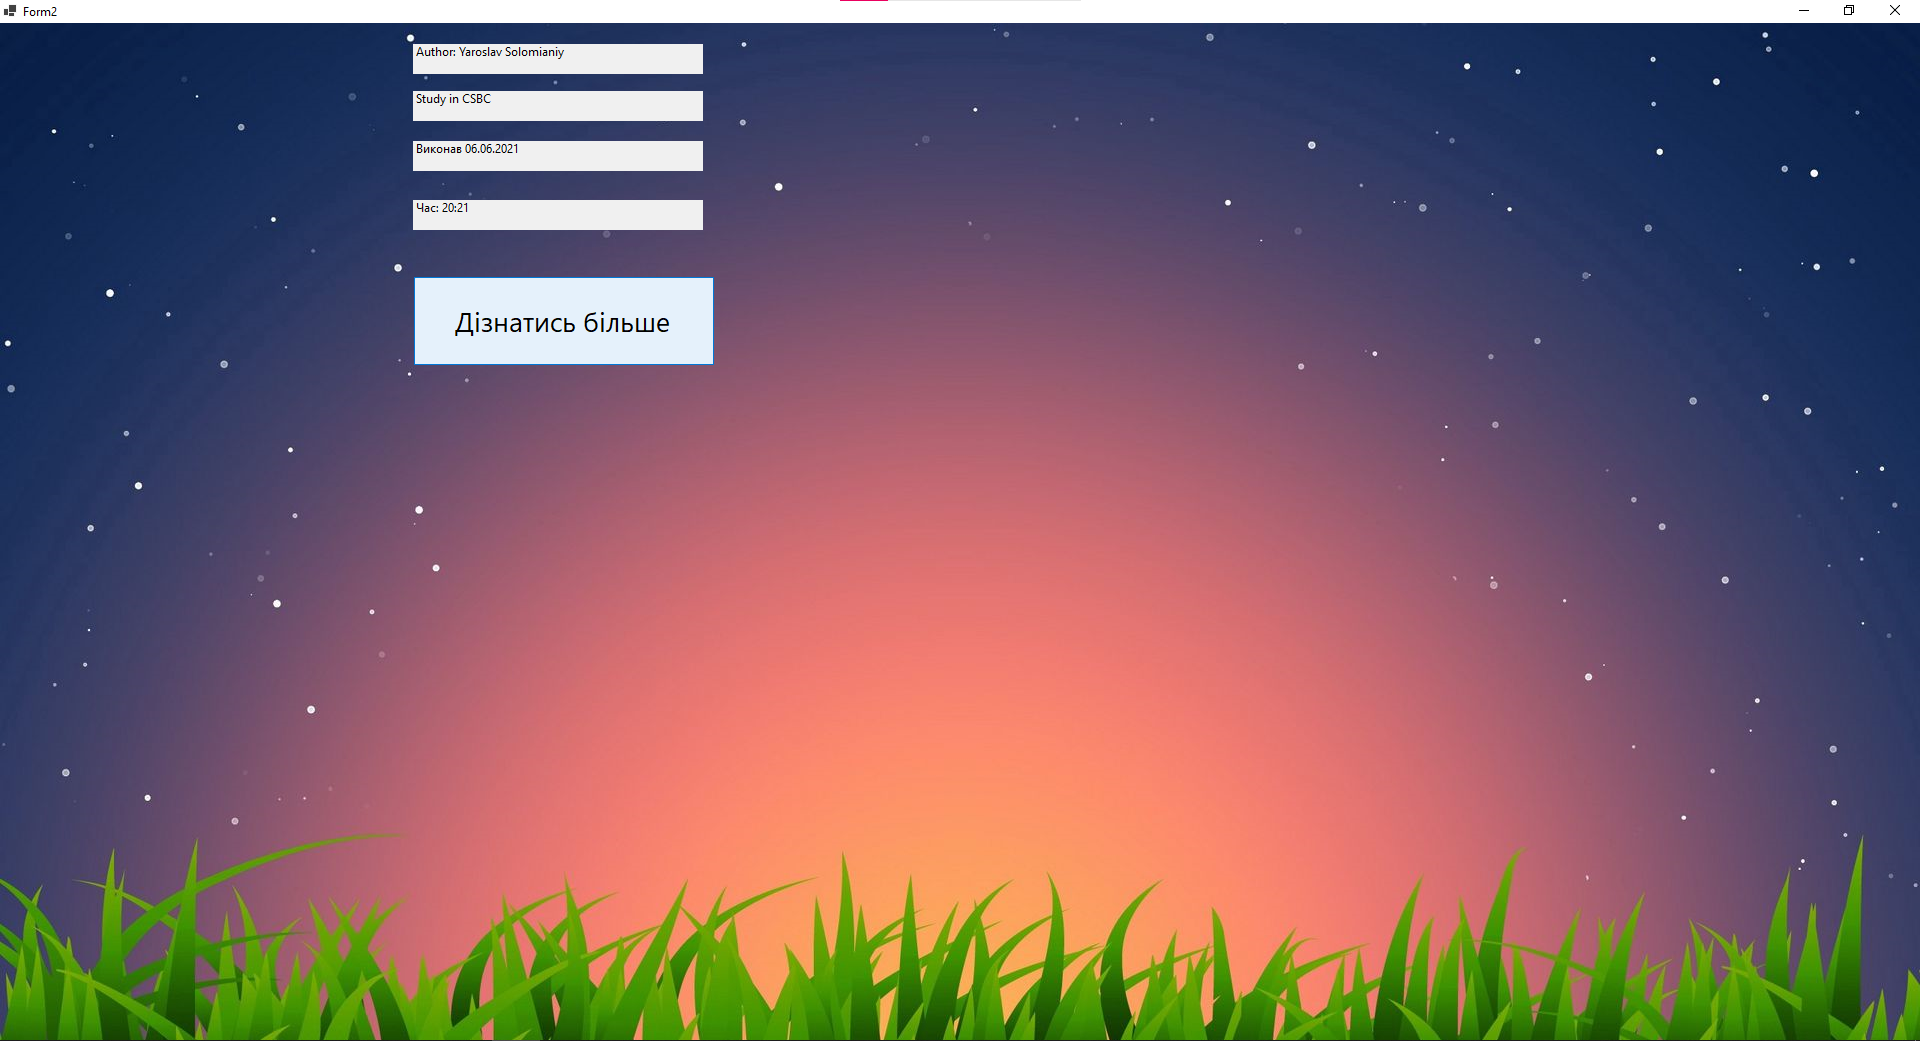 Form2
Author: Yaroslav Solomianiy
Study in CSBC
Виконав 06.06.2021
Час: 20:21
Дізнатись більше